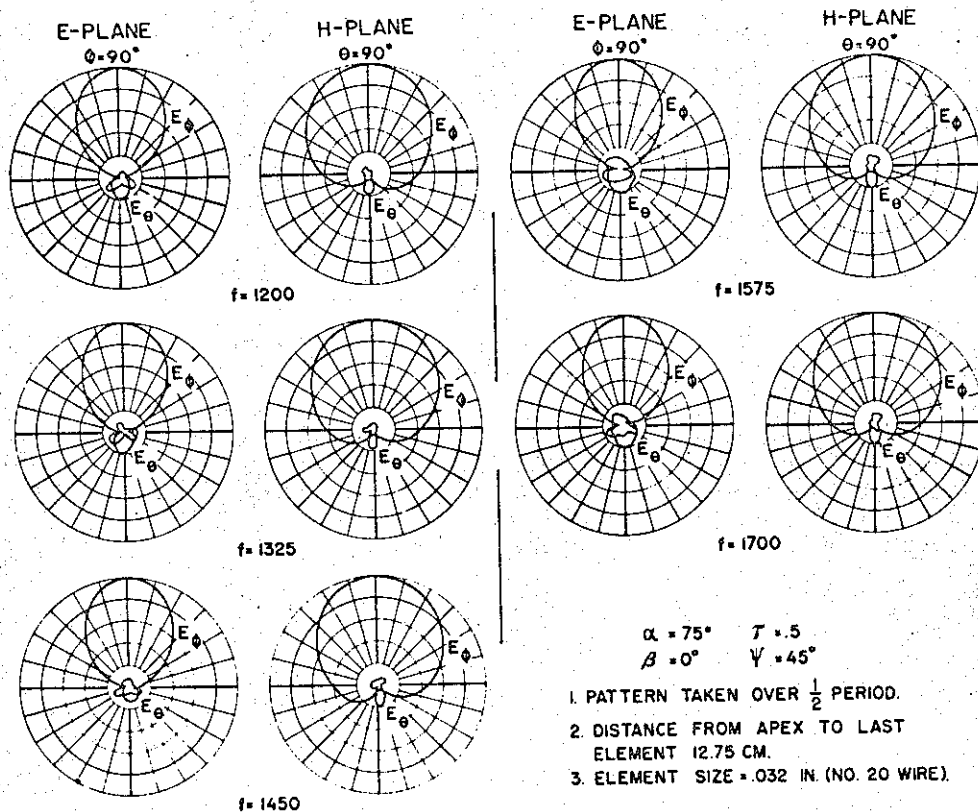 E-PLANE
Φ=90°
H-PLANE
Θ=90°
E-PLANE
Φ=90°
H-PLANE
Θ=90°
EΦ
Eθ
EΦ
Eθ
f=1200
EΦ
Eθ
EΦ
Eθ
f=1575
EΦ
Eθ
EΦ
Eθ
f=1325
EΦ
Eθ
EΦ
Eθ
f=1700
EΦ
Eθ
EΦ
Eθ
f=1450
α=75° τ=.5
β=0° Ψ=45°
1. PATTERN TAKEN OVER 1/2 PERIOD.
2. DISTANCE FROM APEX TO LAST
ELEMENT 12.75 CM.
3. ELEMENT SIZE=.032 IN. (NO. 20 WIRE).